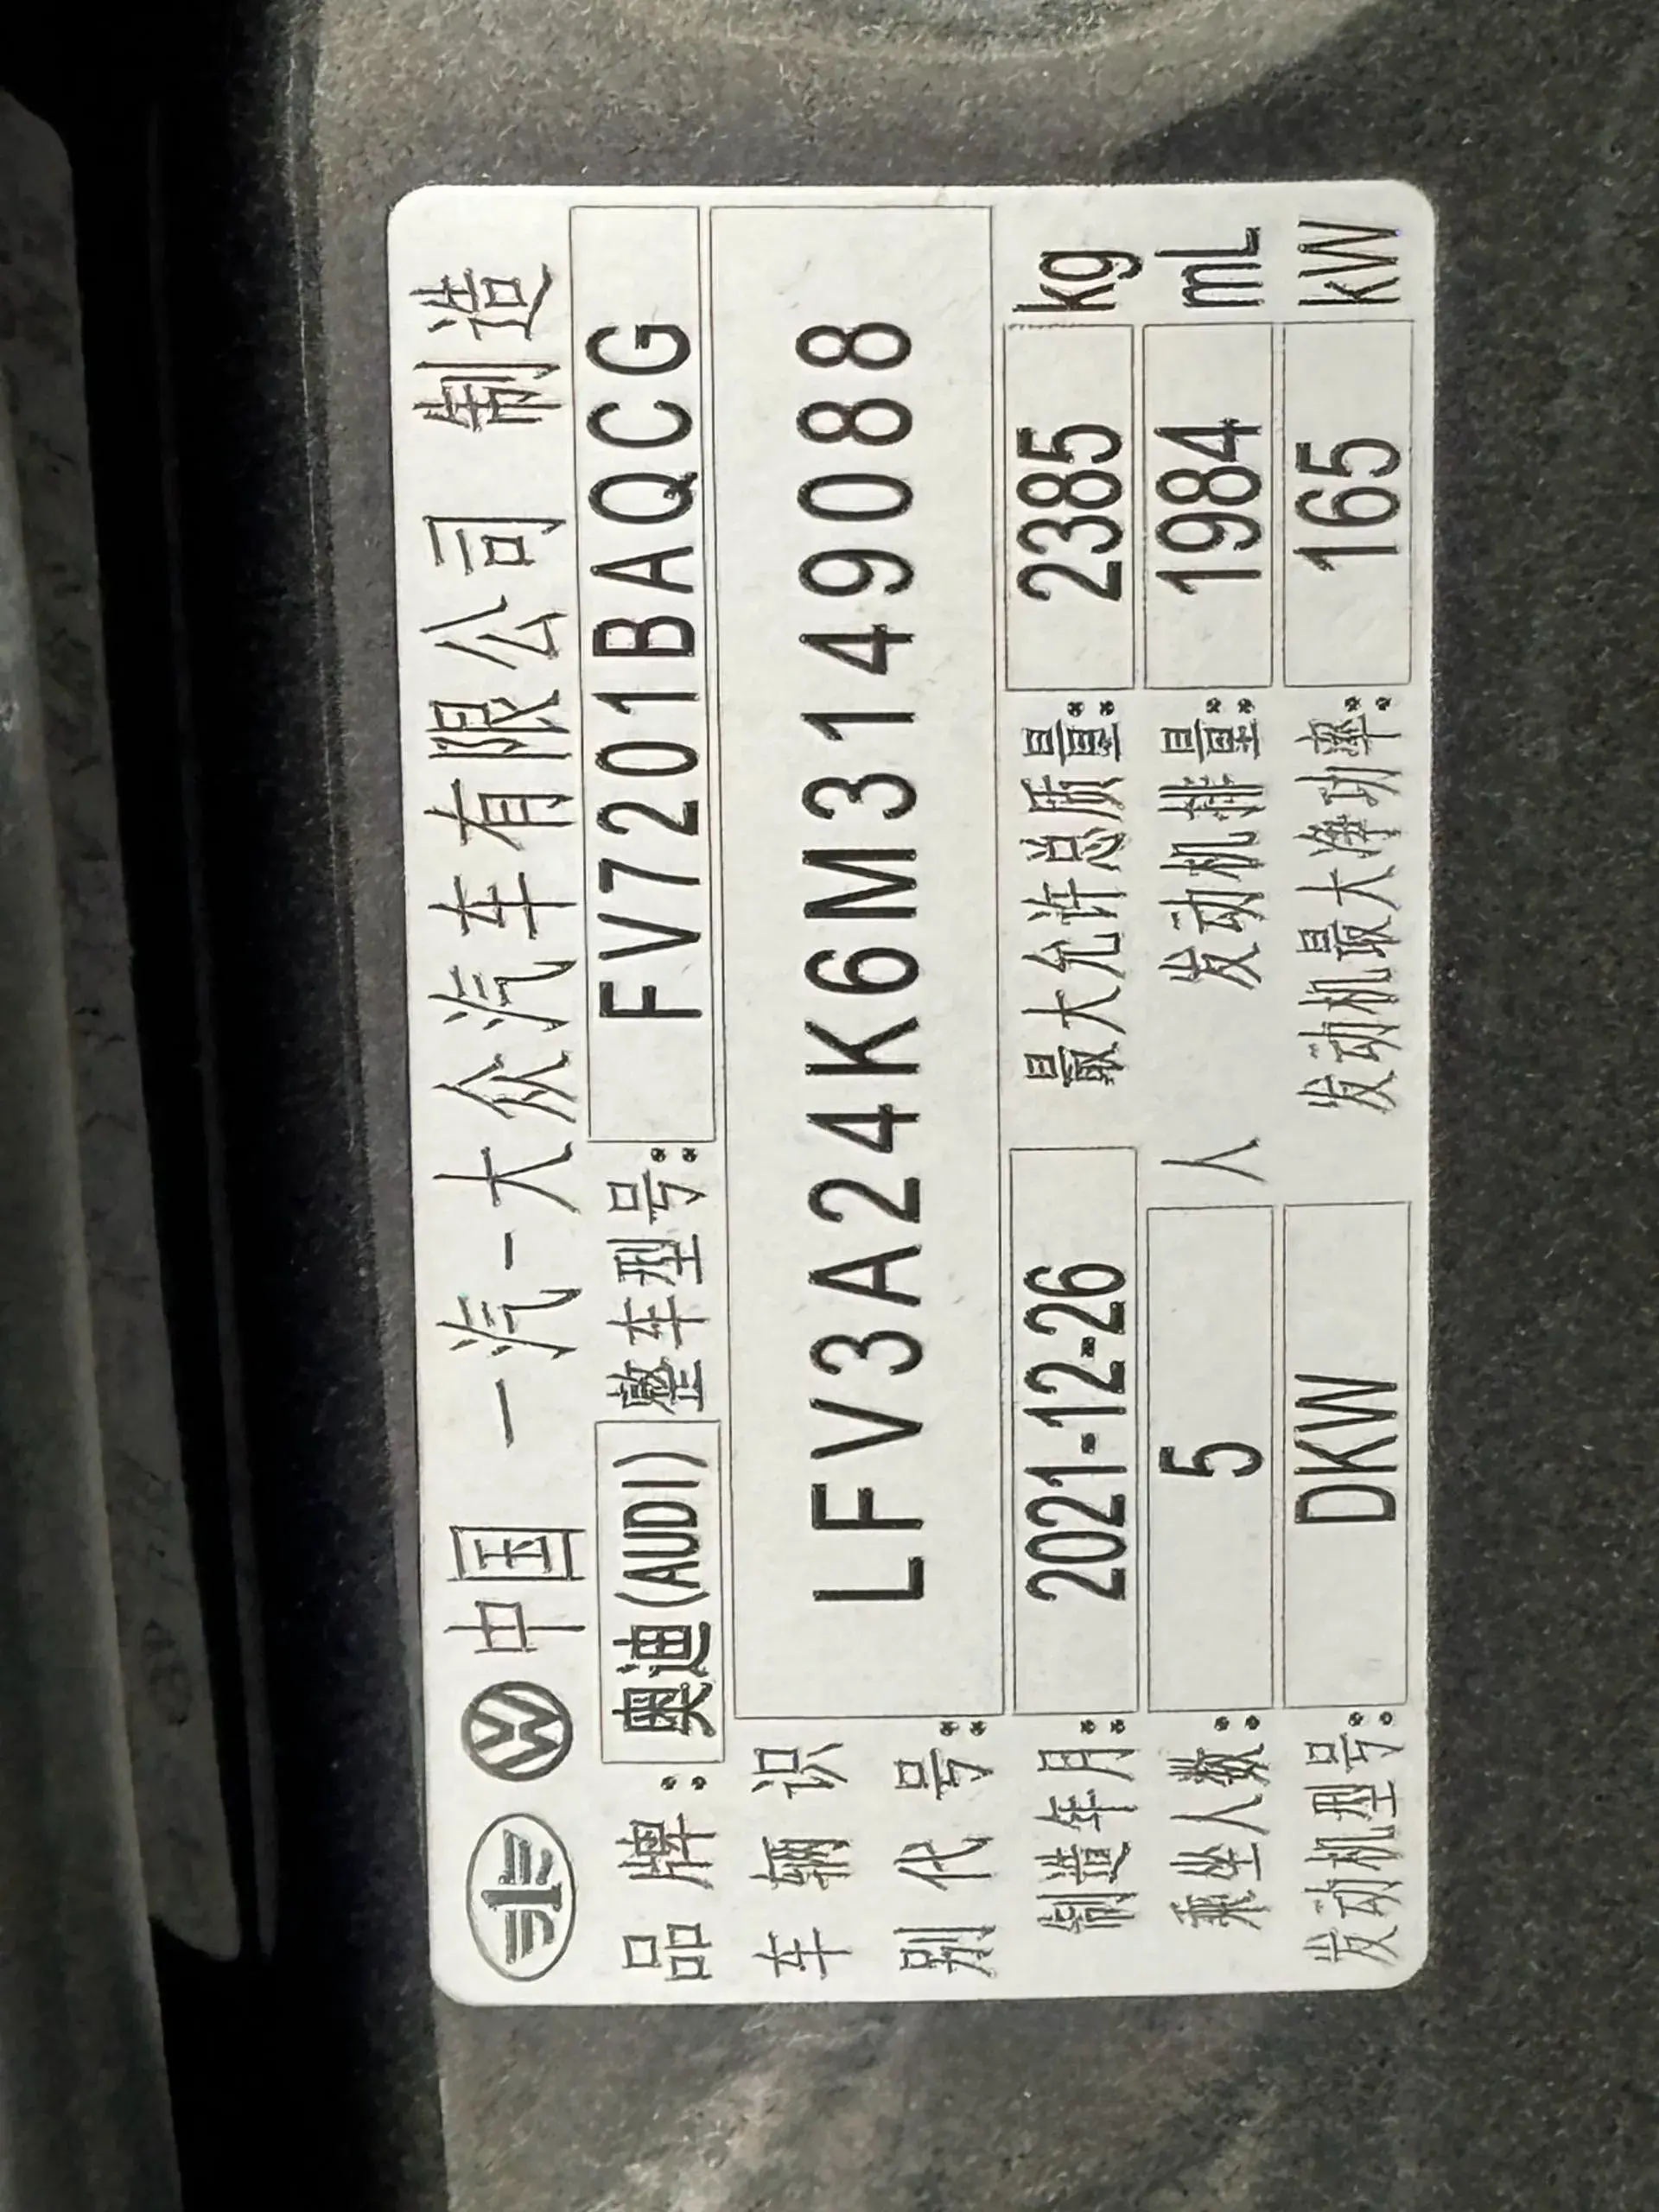 中国 一汽-大众汽车有限公司 制造
品牌: 奥迪(AUDI) 整车型号: FV7201BAQCG
车辆识别代号: LFV3A24K6M3149088
制造年月: 2021-12-26 最大允许总质量: 2385 kg
乘坐人数: 5 人 发动机排量: 1984 mL
发动机型号: DKW 发动机最大净功率: 165 kW